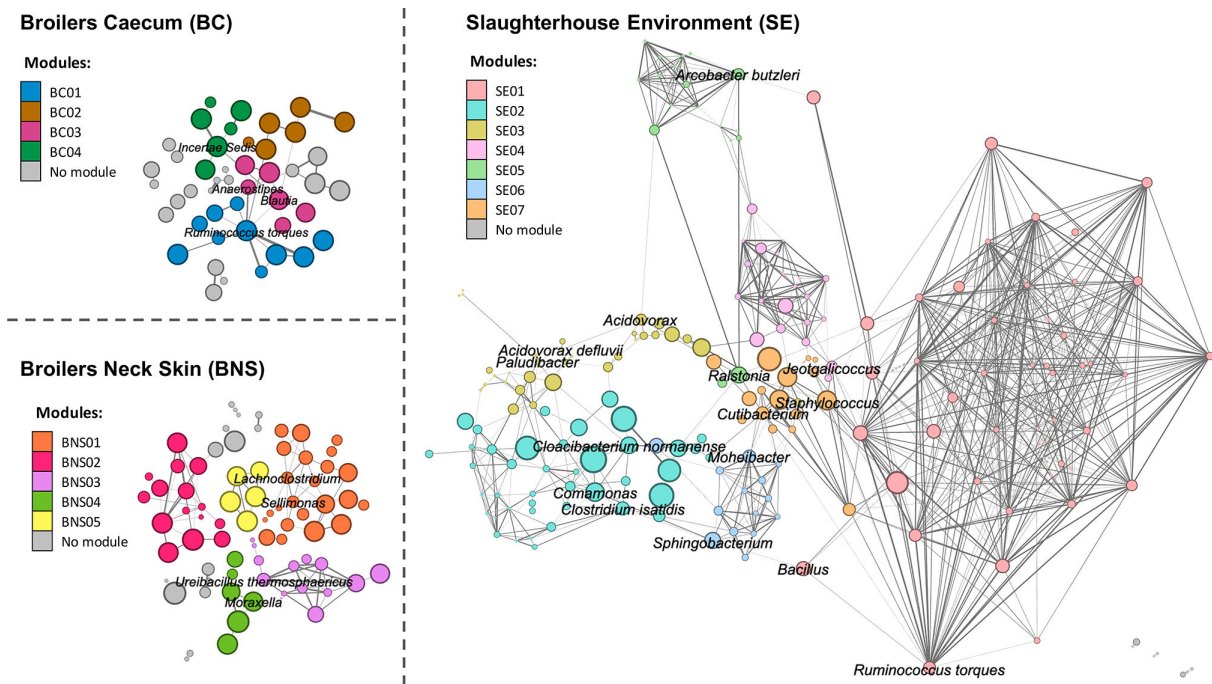 Broilers Caecum (BC)
Modules:
BC01
BC02
BC03
BC04
No module
Incertae Sedis
Anaerostipes
Blautia
Ruminococcus torques
Broilers Neck Skin (BNS)
Modules:
BNS01
BNS02
BNS03
BNS04
BNS05
No module
Lachnoclostridium
Sellimonas
Ureibacillus thermosphaericus
Moraxella
Slaughterhouse Environment (SE)
Modules:
SE01
SE02
SE03
SE04
SE05
SE06
SE07
No module
Arcobacter butzleri
Acidovorax
Acidovorax defluvii
Paludibacter
Ralstonia
Jeotgalicoccus
Staphylococcus
Cutibacterium
Cloacibacterium normanense
Moheibacter
Comamonas
Clostridium isatidis
Sphingobacterium
Bacillus
Ruminococcus torques